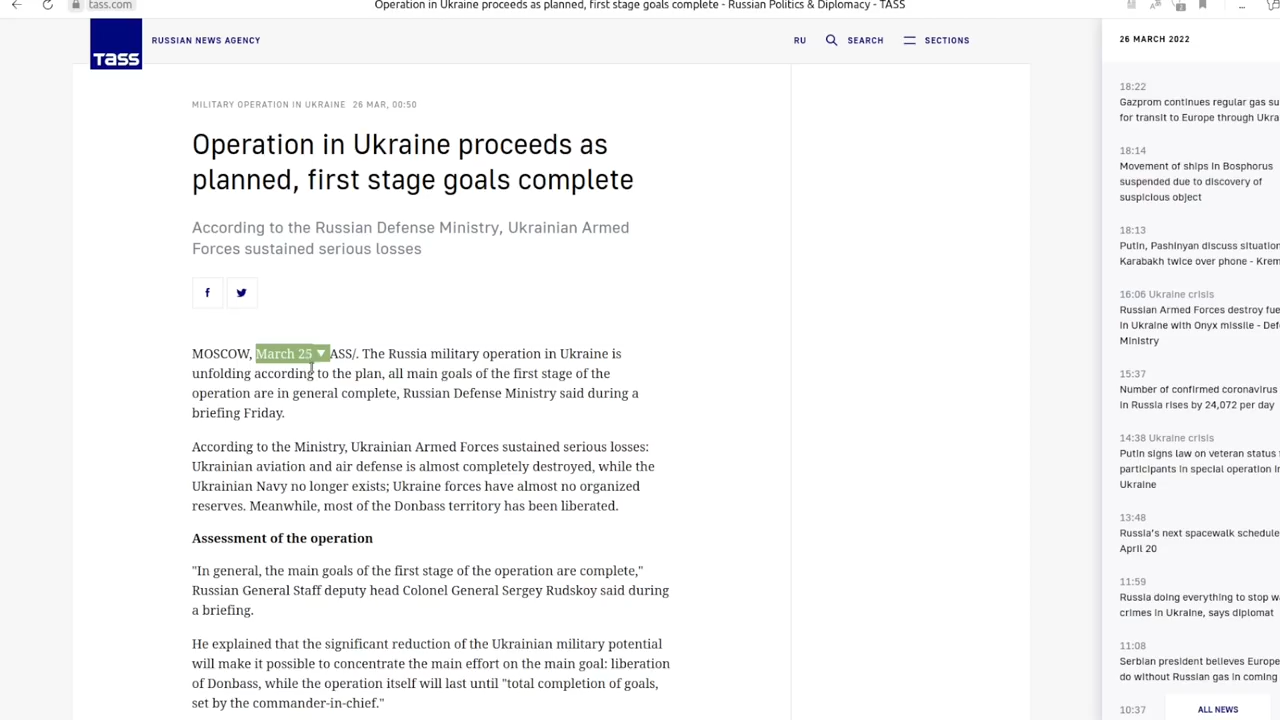 tass.com
Operation in Ukraine proceeds as planned, first stage goals complete - Russian Politics & Diplomacy - TASS
TASS
RUSSIAN NEWS AGENCY
RU
SEARCH
SECTIONS
MILITARY OPERATION IN UKRAINE 26 MAR, 00:50
Operation in Ukraine proceeds as
planned, first stage goals complete
According to the Russian Defense Ministry, Ukrainian Armed
Forces sustained serious losses
MOSCOW, March 25 ASS/. The Russia military operation in Ukraine is
unfolding according to the plan, all main goals of the first stage of the
operation are in general complete, Russian Defense Ministry said during a
briefing Friday.
According to the Ministry, Ukrainian Armed Forces sustained serious losses:
Ukrainian aviation and air defense is almost completely destroyed, while the
Ukrainian Navy no longer exists; Ukraine forces have almost no organized
reserves. Meanwhile, most of the Donbass territory has been liberated.
Assessment of the operation
"In general, the main goals of the first stage of the operation are complete,"
Russian General Staff deputy head Colonel General Sergey Rudskoy said during
a briefing.
He explained that the significant reduction of the Ukrainian military potential
will make it possible to concentrate the main effort on the main goal: liberation
of Donbass, while the operation itself will last until "total completion of goals,
set by the commander-in-chief."
26 MARCH 2022
18:22
Gazprom continues regular gas su
for transit to Europe through Ukra
18:14
Movement of ships in Bosphorus
suspended due to discovery of
suspicious object
18:13
Putin, Pashinyan discuss situation
Karabakh twice over phone - Krem
16:06 Ukraine crisis
Russian Armed Forces destroy fue
in Ukraine with Onyx missile - Defe
Ministry
15:37
Number of confirmed coronavirus
in Russia rises by 24,072 per day
14:38 Ukraine crisis
Putin signs law on veteran status f
participants in special operation in
Ukraine
13:48
Russia's next spacewalk schedule
April 20
11:59
Russia doing everything to stop wa
crimes in Ukraine, says diplomat
11:08
Serbian president believes Europe
do without Russian gas in coming
10:37
ALL NEWS